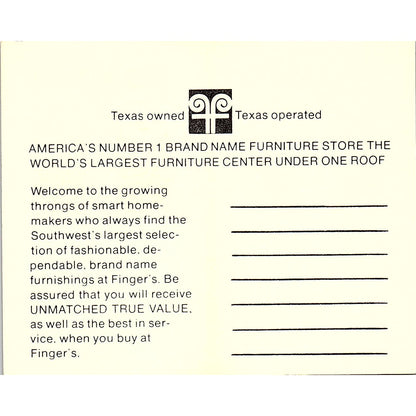 Texas owned Texas operated
AMERICA'S NUMBER 1 BRAND NAME FURNITURE STORE THE
WORLD'S LARGEST FURNITURE CENTER UNDER ONE ROOF
Welcome to the growing
throngs of smart home-
makers who always find the
Southwest's largest selec-
tion of fashionable, de-
pendable, brand name
furnishings at Finger's. Be
assured that you will receive
UNMATCHED TRUE VALUE,
as well as the best in ser-
vice, when you buy at
Finger's.